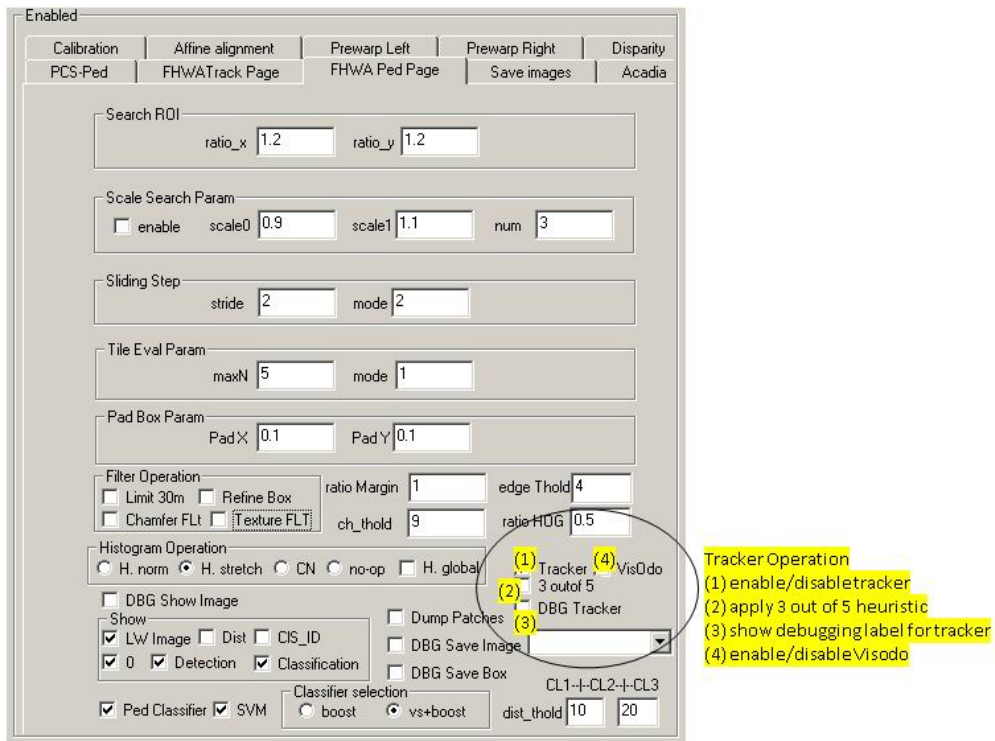 Enabled
Calibration Affine alignment Prewarp Left Prewarp Right Disparity
PCS-Ped FHWATrack Page FHWA Ped Page Save images Acadia
Search ROI
ratio_x 1.2 ratio_y 1.2
Scale Search Param
enable scale0 0.9 scale1 1.1 num 3
Sliding Step
stride 2 mode 2
Tile Eval Param
maxN 5 mode 1
Pad Box Param
Pad X 0.1 Pad Y 0.1
Filter Operation
Limit 30m Refine Box ratio Margin 1 edge Thold 4
Chamfer FLt Texture FLT ch_thold 9 ratio HOG 0.5
Histogram Operation
H. norm H. stretch CN no-op H. global
(1) Tracker (4) VisOdo
(2) 3 outof 5
(3) DBG Tracker
Tracker Operation
(1) enable/disable tracker
(2) apply 3 out of 5 heuristic
(3) show debugging label for tracker
(4) enable/disable Visodo
DBG Show Image
Show
LW Image Dist CIS_ID
0 Detection Classification
Dump Patches
DBG Save Image
DBG Save Box
CL1--|--CL2--|--CL3
Ped Classifier SVM
Classifier selection
boost vs+boost
dist_thold 10 20